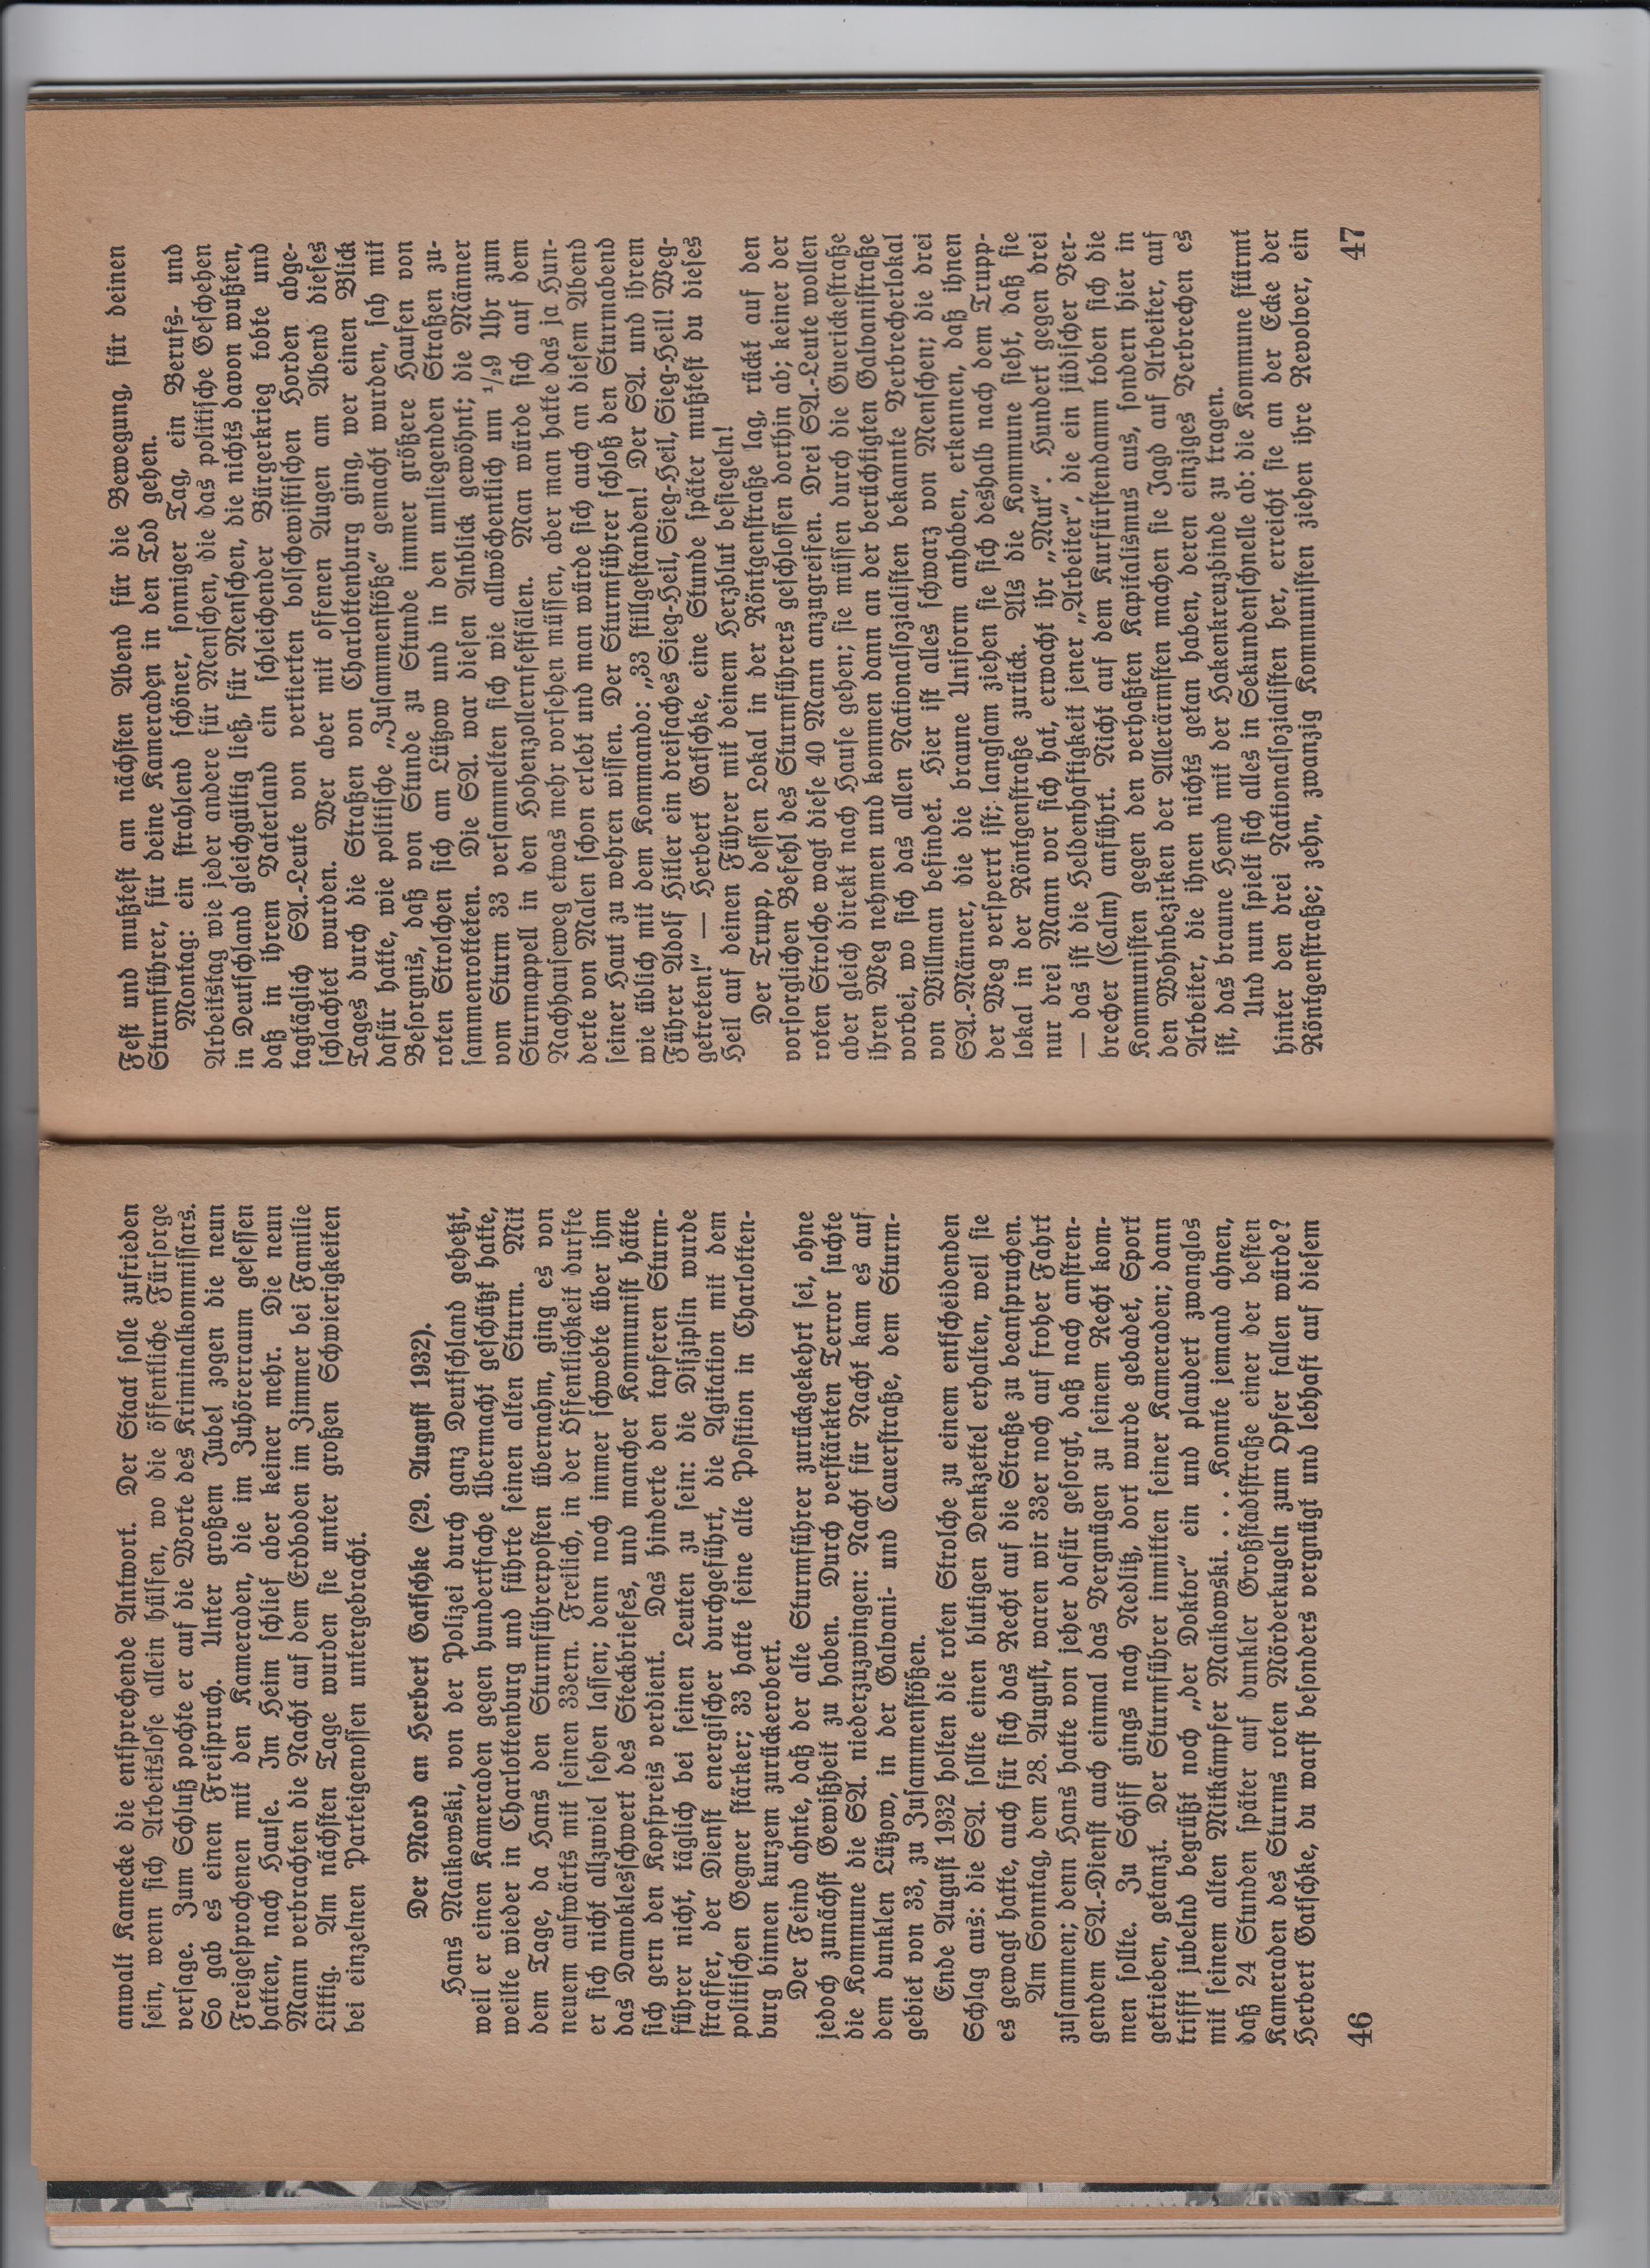 anwalt Kamecke die entsprechende Antwort. Der Staat solle zufrieden
sein, wenn sich Arbeitslose allein hülfen, wo die öffentliche Fürsorge
versage. Zum Schluß pochte er auf die Worte des Kriminalkommissars.
So gab es einen Freispruch. Unter großem Jubel zogen die neun
Freigesprochenen mit den Kameraden, die im Zuhörerraum gesessen
hatten, nach Hause. Im Heim schlief aber keiner mehr. Die neun
Mann verbrachten die Nacht auf dem Erdboden im Zimmer bei Familie
Littig. Am nächsten Tage wurden sie unter großen Schwierigkeiten
bei einzelnen Parteigenossen untergebracht.
Der Mord an Herbert Gatschke (29. August 1932).
Hans Maikowski, von der Polizei durch ganz Deutschland gehetzt,
weil er einen Kameraden gegen hundertfache Übermacht geschützt hatte,
weilte wieder in Charlottenburg und führte seinen alten Sturm. Mit
dem Tage, da Hans den Sturmführerposten übernahm, ging es von
neuem aufwärts mit seinen 33ern. Freilich, in der Öffentlichkeit durfte
er sich nicht allzuviel sehen lassen; denn noch immer schwebte über ihm
das Damoklesschwert des Steckbriefes, und mancher Kommunist hätte
sich gern den Kopfpreis verdient. Das hinderte den tapferen Sturm-
führer nicht, täglich bei seinen Leuten zu sein: die Disziplin wurde
straffer, der Dienst energischer durchgeführt, die Agitation mit dem
politischen Gegner stärker; 33 hatte seine alte Position in Charlotten-
burg binnen kurzem zurückerobert.
Der Feind ahnte, daß der alte Sturmführer zurückgekehrt sei, ohne
jedoch zunächst Gewißheit zu haben. Durch verstärkten Terror suchte
die Kommune die SA. niederzuzwingen: Nacht für Nacht kam es auf
dem dunklen Lützow, in der Galvani- und Cauerstraße, dem Sturm-
gebiet von 33, zu Zusammenstößen.
Ende August 1932 holten die roten Strolche zu einem entscheidenden
Schlag aus: die SA. sollte einen blutigen Denkzettel erhalten, weil sie
es gewagt hatte, auch für sich das Recht auf die Straße zu beanspruchen.
Am Sonntag, dem 28. August, waren wir 33er noch auf froher Fahrt
zusammen; denn Hans hatte von jeher dafür gesorgt, daß nach anstren-
gendem SA.-Dienst auch einmal das Vergnügen zu seinem Recht kom-
men sollte. Zu Schiff gings nach Nedlitz, dort wurde gebadet, Sport
getrieben, getanzt. Der Sturmführer inmitten seiner Kameraden; dann
trifft jubelnd begrüßt noch „der Doktor“ ein und plaudert zwanglos
mit seinem alten Mitkämpfer Maikowski. . . . Konnte jemand ahnen,
daß 24 Stunden später auf dunkler Großstadtstraße einer der besten
Kameraden des Sturms roten Mörderkugeln zum Opfer fallen würde?
Herbert Gatschke, du warst besonders vergnügt und lebhaft auf diesem
46
Fest und mußtest am nächsten Abend für die Bewegung, für deinen
Sturmführer, für deine Kameraden in den Tod gehen.
Montag: ein strahlend schöner, sonniger Tag, ein Berufs- und
Arbeitstag wie jeder andere für Menschen, die das politische Geschehen
in Deutschland gleichgültig ließ, für Menschen, die nichts davon wußten,
daß in ihrem Vaterland ein schleichender Bürgerkrieg tobte und
tagtäglich SA.-Leute von vertierten bolschewistischen Horden abge-
schlachtet wurden. Wer aber mit offenen Augen am Abend dieses
Tages durch die Straßen von Charlottenburg ging, wer einen Blick
dafür hatte, wie politische „Zusammenstöße“ gemacht wurden, sah mit
Besorgnis, daß von Stunde zu Stunde immer größere Haufen von
roten Strolchen sich am Lützow und in den umliegenden Straßen zu-
sammenrotteten. Die SA. war diesen Anblick gewöhnt; die Männer
vom Sturm 33 versammelten sich wie allwöchentlich um 1/29 Uhr zum
Sturmappell in den Hohenzollernfestsälen. Man würde sich auf dem
Nachhauseweg etwas mehr vorsehen müssen, aber man hatte das ja Hun-
derte von Malen schon erlebt und man würde sich auch an diesem Abend
seiner Haut zu wehren wissen. Der Sturmführer schloß den Sturmabend
wie üblich mit dem Kommando: „33 stillgestanden! Der SA. und ihrem
Führer Adolf Hitler ein dreifaches Sieg-Heil, Sieg-Heil, Sieg-Heil! Weg-
getreten!“ — Herbert Gatschke, eine Stunde später mußtest du dieses
Heil auf deinen Führer mit deinem Herzblut besiegeln!
Der Trupp, dessen Lokal in der Röntgenstraße lag, rückt auf den
vorsorglichen Befehl des Sturmführers geschlossen dorthin ab; keiner der
roten Strolche wagt diese 40 Mann anzugreifen. Drei SA.-Leute wollen
aber gleich direkt nach Hause gehen; sie müssen durch die Guerickestraße
ihren Weg nehmen und kommen dann an der berüchtigten Galvanistraße
vorbei, wo sich das allen Nationalsozialisten bekannte Verbrecherlokal
von Willman befindet. Hier ist alles schwarz von Menschen; die drei
SA.-Männer, die die braune Uniform anhaben, erkennen, daß ihnen
der Weg versperrt ist; langsam ziehen sie sich deshalb nach dem Trupp-
lokal in der Röntgenstraße zurück. Als die Kommune sieht, daß sie
nur drei Mann vor sich hat, erwacht ihr „Mut“. Hundert gegen drei
— das ist die Heldenhaftigkeit jener „Arbeiter“, die ein jüdischer Ver-
brecher (Calm) anführt. Nicht auf dem Kurfürstendamm toben sich die
Kommunisten gegen den verhaßten Kapitalismus aus, sondern hier in
den Wohnbezirken der Allerärmsten machen sie Jagd auf Arbeiter, auf
Arbeiter, die ihnen nichts getan haben, deren einziges Verbrechen es
ist, das braune Hemd mit der Hakenkreuzbinde zu tragen.
Und nun spielt sich alles in Sekundenschnelle ab: die Kommune stürmt
hinter den drei Nationalsozialisten her, erreicht sie an der Ecke der
Röntgenstraße; zehn, zwanzig Kommunisten ziehen ihre Revolver, ein
47